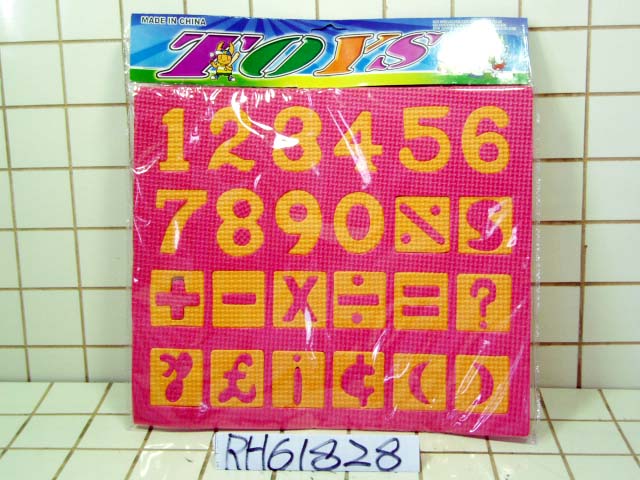 MADE IN CHINA
TOYS
1 2 3 4 5 6
7 8 9 0 %
+ - X ÷ = ?
£ ¢ ( )
RH61828